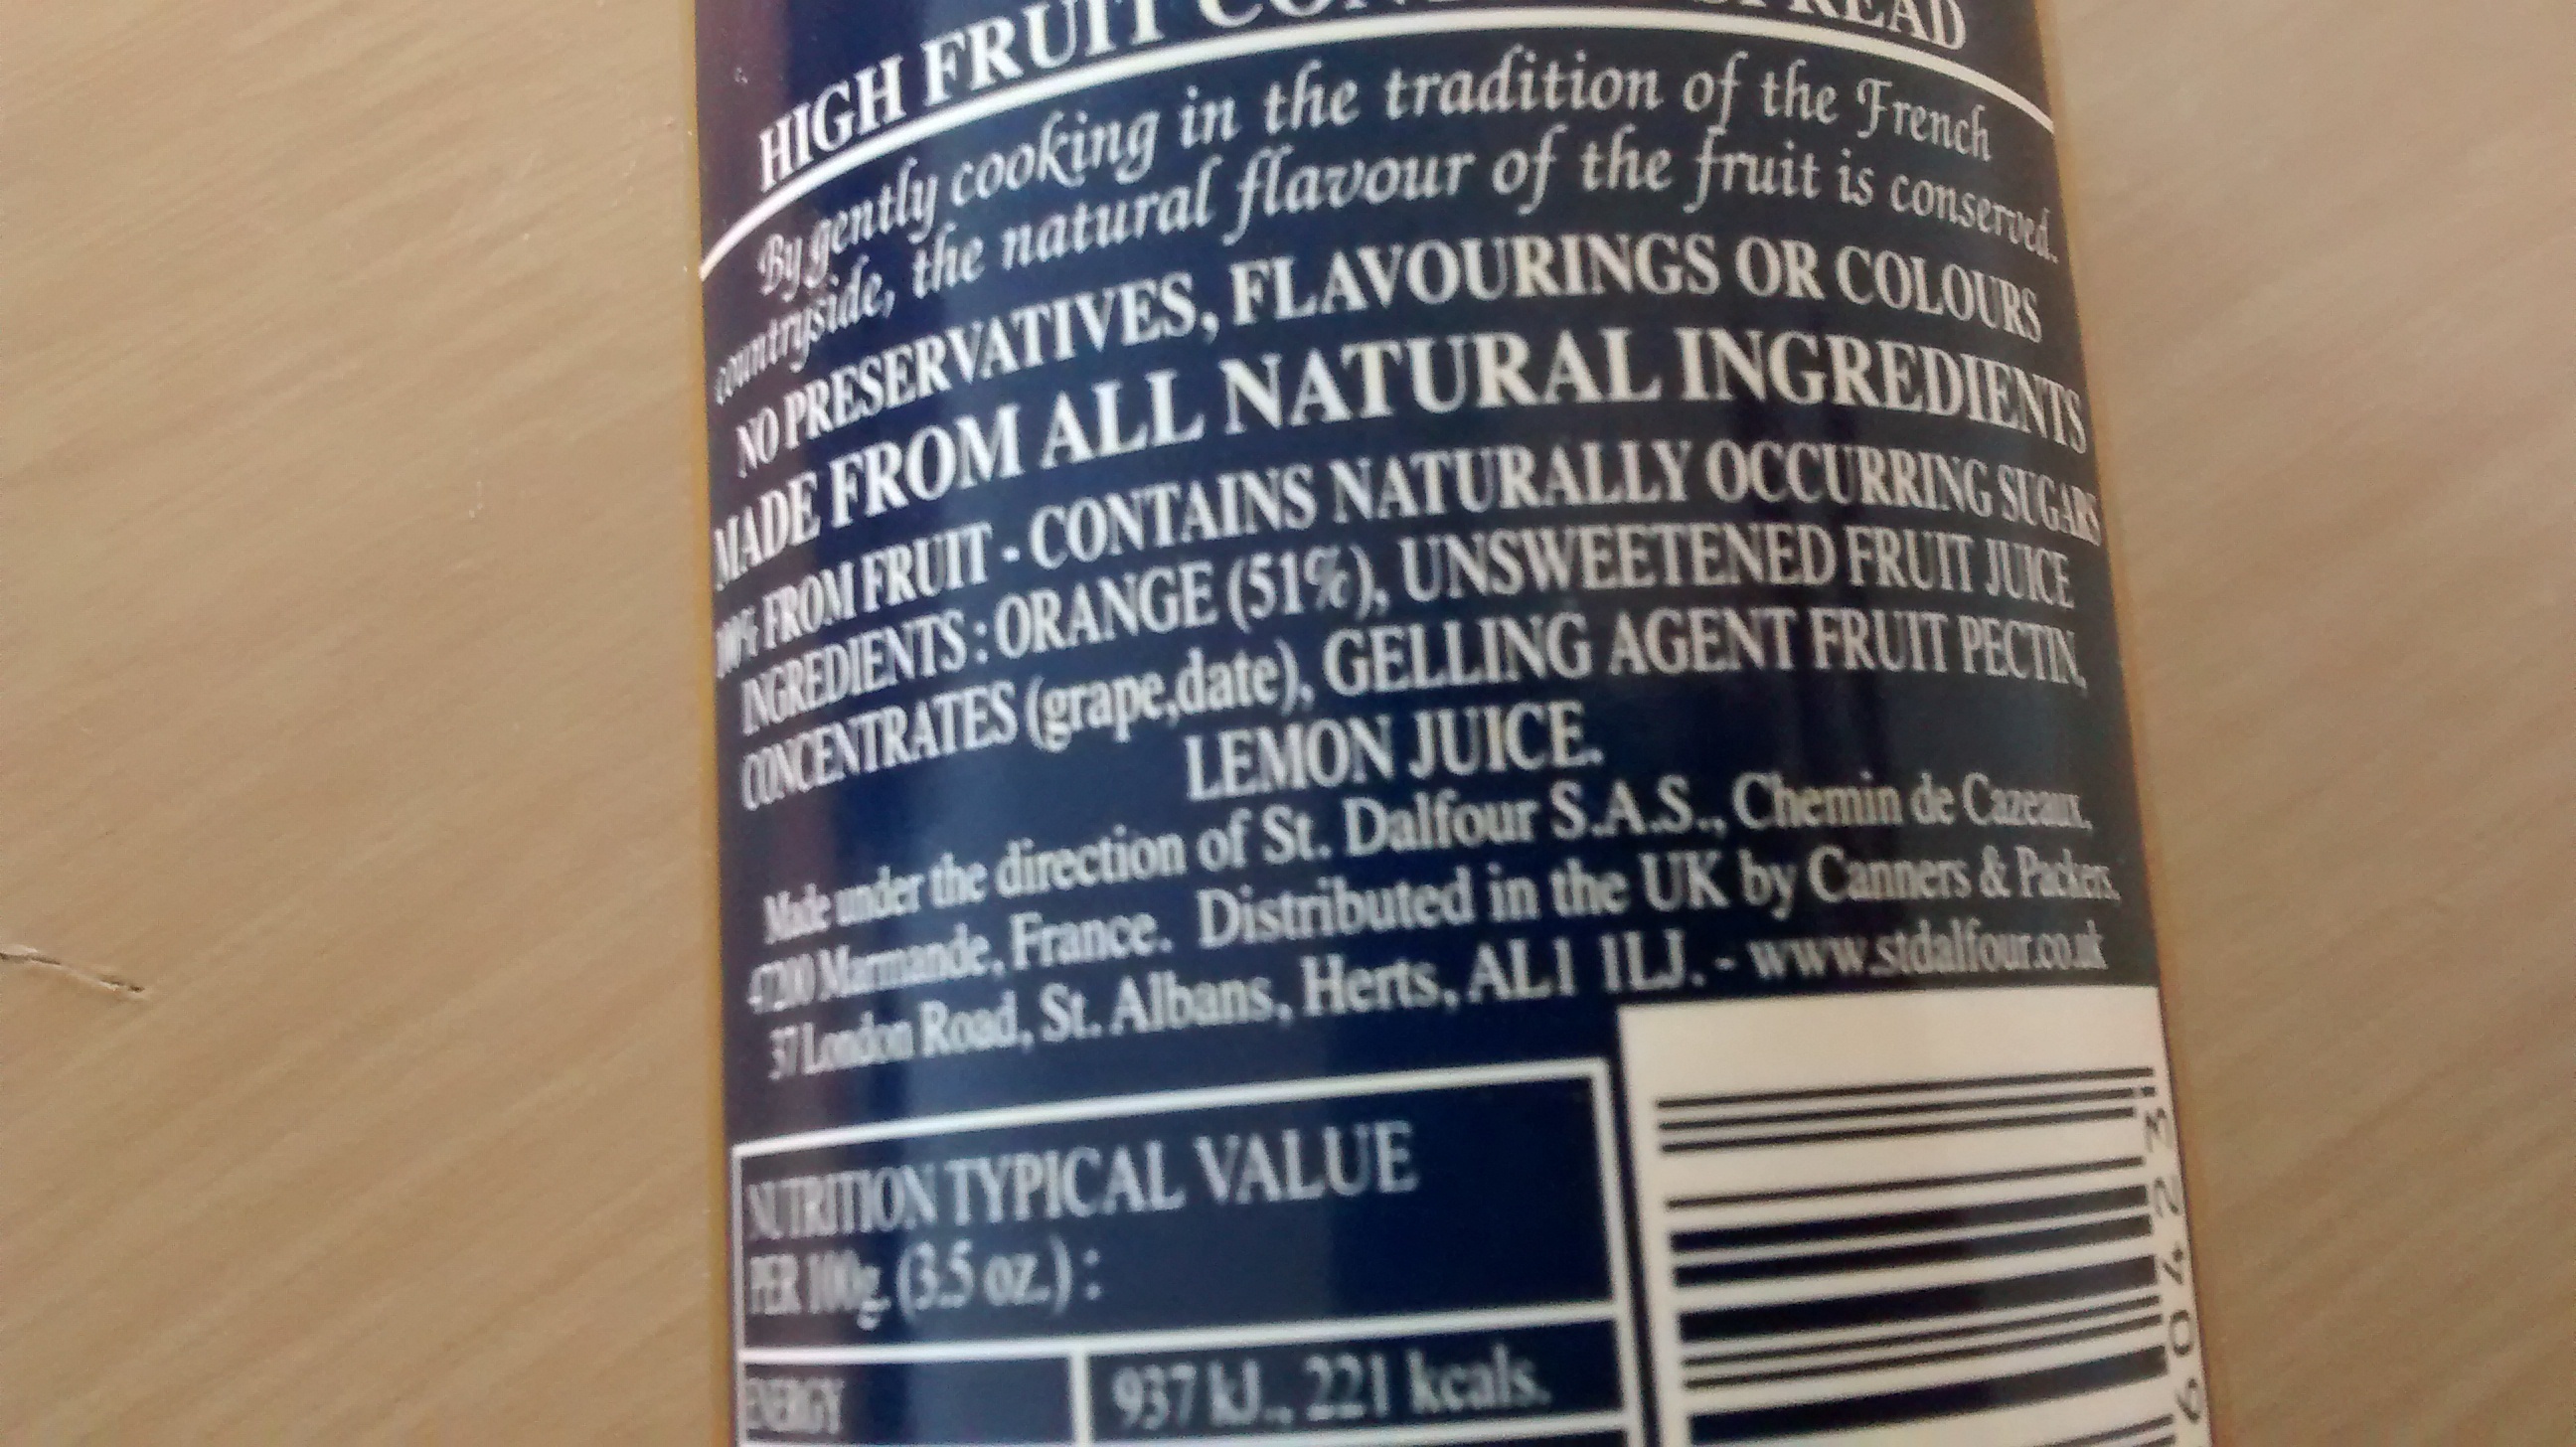 HIGH FRUIT CONTENT SPREAD
By gently cooking in the tradition of the French
countryside, the natural flavour of the fruit is conserved.
NO PRESERVATIVES, FLAVOURINGS OR COLOURS
MADE FROM ALL NATURAL INGREDIENTS
100% FROM FRUIT - CONTAINS NATURALLY OCCURRING SUGARS
INGREDIENTS : ORANGE (51%), UNSWEETENED FRUIT JUICE
CONCENTRATES (grape,date), GELLING AGENT FRUIT PECTIN,
LEMON JUICE.
Made under the direction of St. Dalfour S.A.S., Chemin de Cazeaux,
47200 Marmande, France. Distributed in the UK by Canners & Packers,
37 London Road, St. Albans, Herts, AL1 1LJ. - www.stdalfour.co.uk
NUTRITION TYPICAL VALUE
PER 100g. (3.5 oz.) :
ENERGY 937 kJ., 221 kcals.